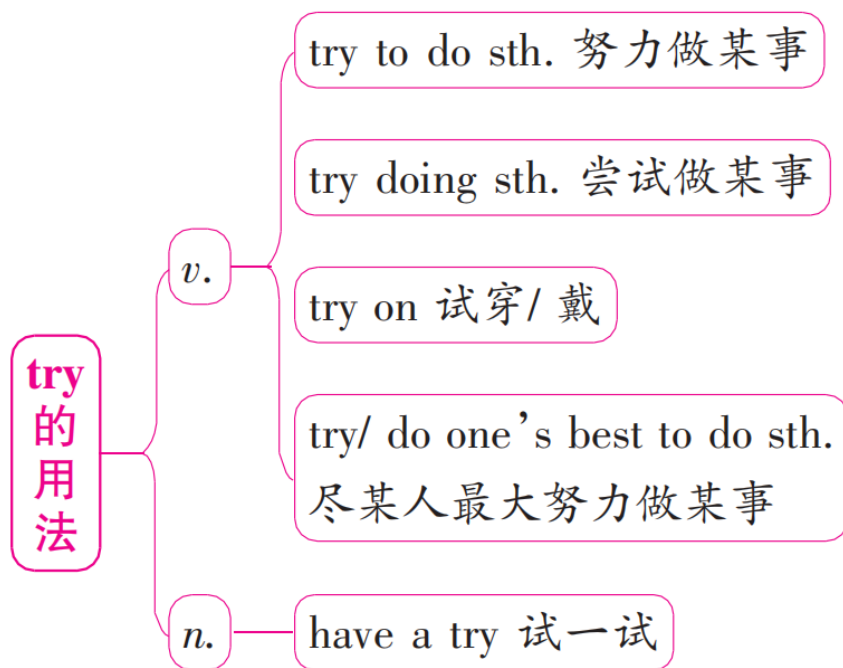 try
的
用
法
v.
try to do sth. 努力做某事
try doing sth. 尝试做某事
try on 试穿/ 戴
try/ do one’s best to do sth.
尽某人最大努力做某事
n.
have a try 试一试